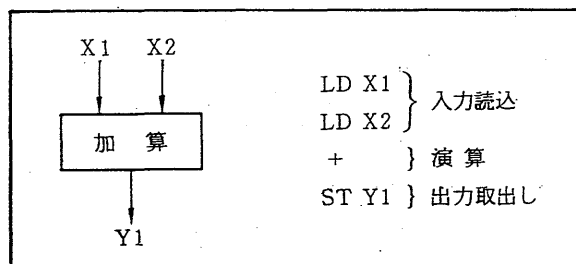 X1 X2
加算
Y1
LD X1
LD X2
入力読込
+ } 演算
ST Y1 } 出力取出し